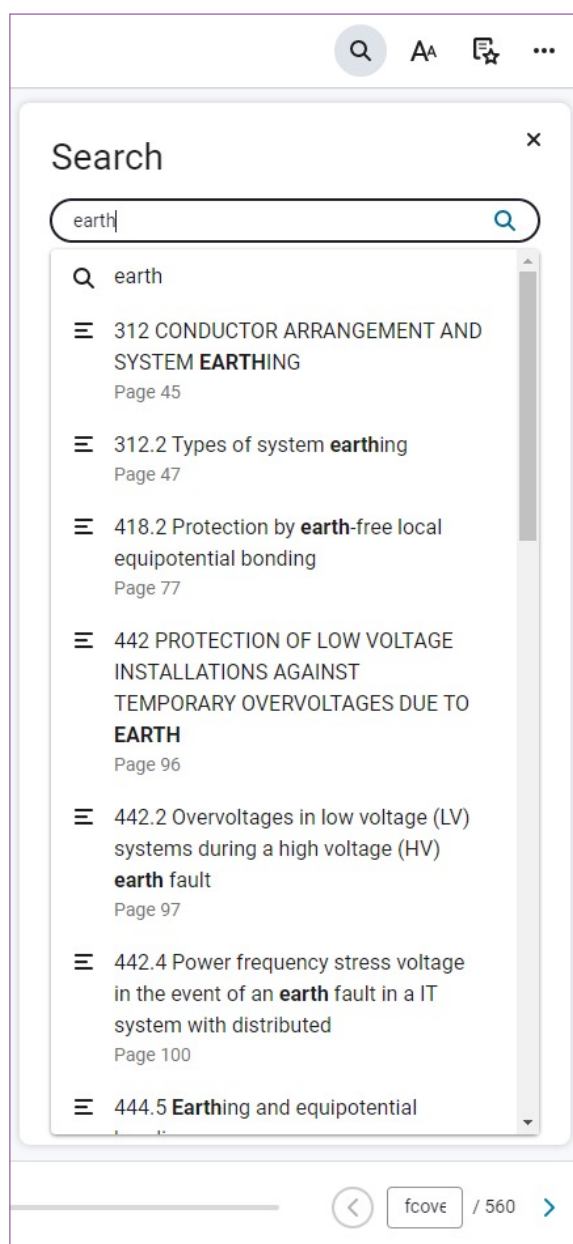 AA
Search
earth
earth
312 CONDUCTOR ARRANGEMENT AND
SYSTEM EARTHING
Page 45
312.2 Types of system earthing
Page 47
418.2 Protection by earth-free local
equipotential bonding
Page 77
442 PROTECTION OF LOW VOLTAGE
INSTALLATIONS AGAINST
TEMPORARY OVERVOLTAGES DUE TO
EARTH
Page 96
442.2 Overvoltages in low voltage (LV)
systems during a high voltage (HV)
earth fault
Page 97
442.4 Power frequency stress voltage
in the event of an earth fault in a IT
system with distributed
Page 100
444.5 Earthing and equipotential
fcove / 560